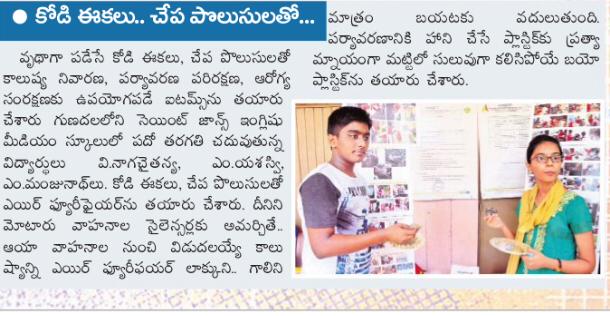 • కోడి ఈకలు.. చేప పొలుసులతో...
వృథాగా పడేసే కోడి ఈకలు, చేప పొలుసులతో
కాలుష్య నివారణ, పర్యావరణ పరిరక్షణ, ఆరోగ్య
సంరక్షణకు ఉపయోగపడే ఐటమ్స్‌ను తయారు
చేశారు గుణదలలోని సెయింట్ జాన్స్ ఇంగ్లిషు
మీడియం స్కూలులో పదో తరగతి చదువుతున్న
విద్యార్థులు వి.నాగచైతన్య, ఎం.యశస్వి,
ఎం.మంజునాథ్‌లు. కోడి ఈకలు, చేప పొలుసులతో
ఎయిర్ ఫ్యూరీఫైయర్‌ను తయారు చేశారు. దీనిని
మోటారు వాహనాల సైలెన్సర్లకు అమర్చితే..
ఆయా వాహనాల నుంచి విడుదలయ్యే కాలు
ష్యాన్ని ఎయిర్ ఫ్యూరీఫయర్ లాక్కుని.. గాలిని
మాత్రం బయటకు వదులుతుంది.
పర్యావరణానికి హాని చేసే ప్లాస్టిక్‌కు ప్రత్యా
మ్నాయంగా మట్టిలో సులువుగా కలిసిపోయే బయో
ప్లాస్టిక్‌ను తయారు చేశారు.